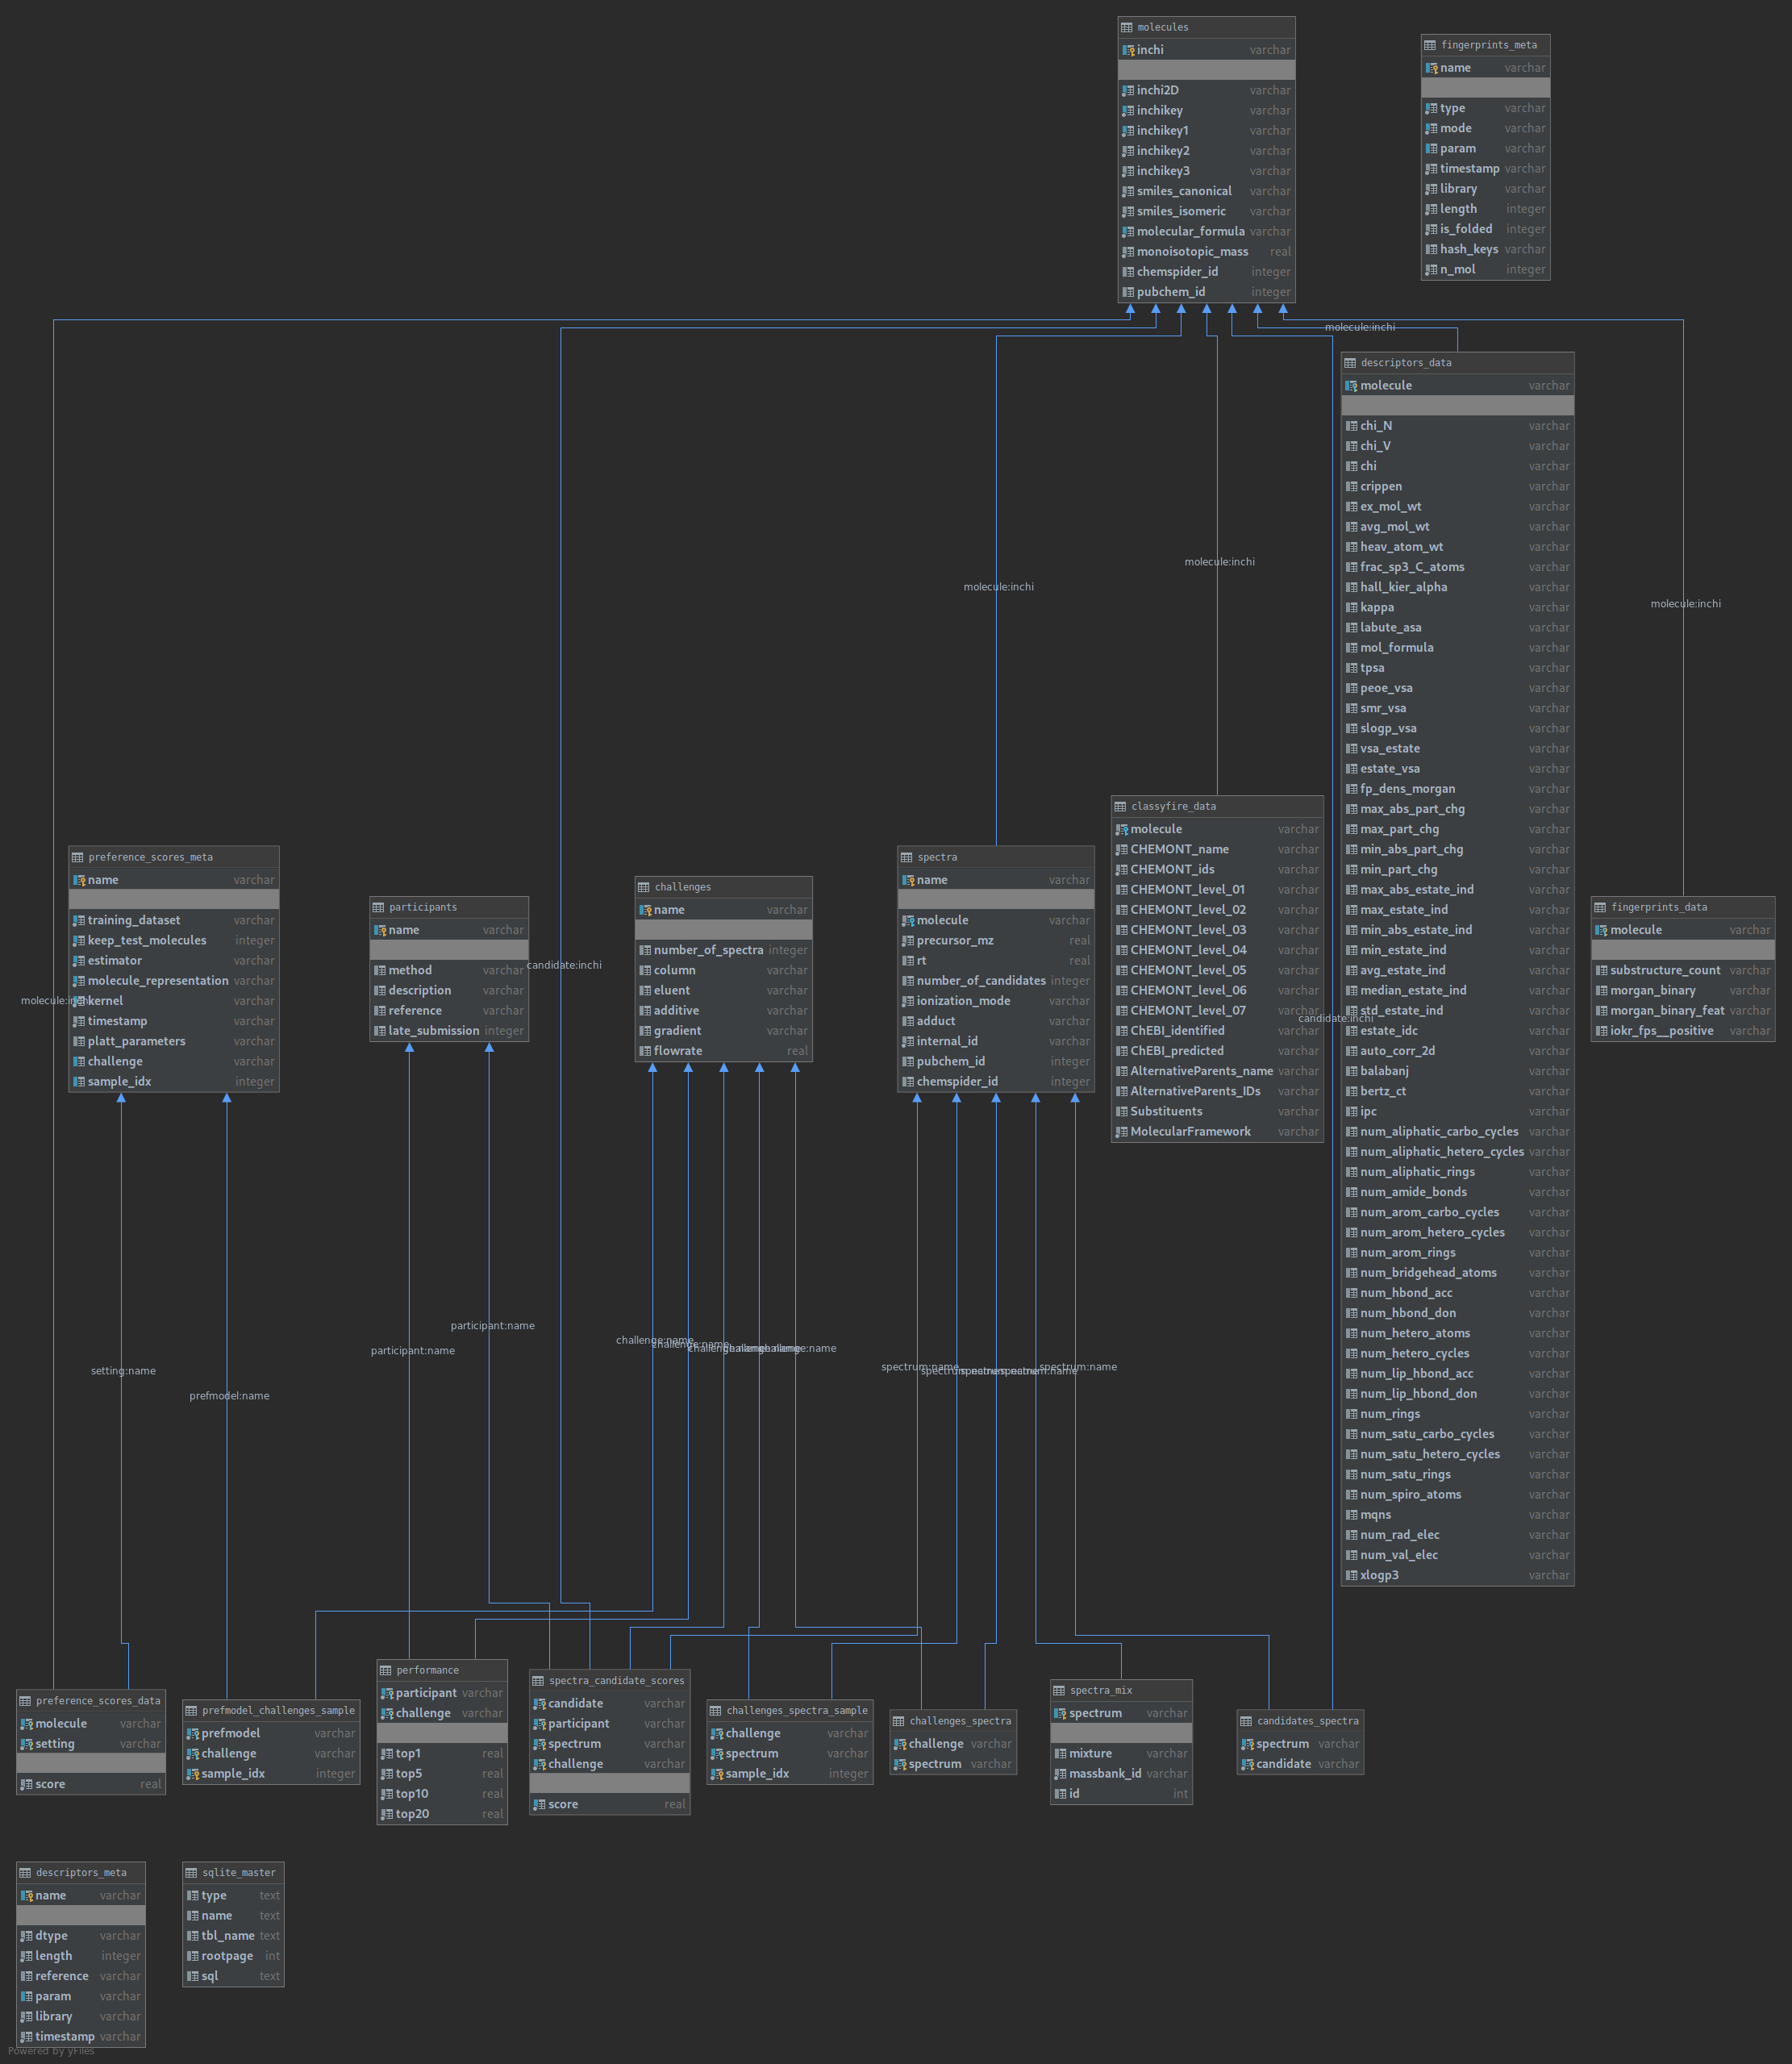 molecules
inchi varchar
inchi2D varchar
inchikey varchar
inchikey1 varchar
inchikey2 varchar
inchikey3 varchar
smiles_canonical varchar
smiles_isomeric varchar
molecular_formula varchar
monoisotopic_mass real
chemspider_id integer
pubchem_id integer
fingerprints_meta
name varchar
type varchar
mode varchar
param varchar
timestamp varchar
library varchar
length integer
is_folded integer
hash_keys varchar
n_mol integer
molecule:inchi
descriptors_data
molecule varchar
chi_N varchar
chi_V varchar
chi varchar
crippen varchar
ex_mol_wt varchar
avg_mol_wt varchar
heav_atom_wt varchar
frac_sp3_C_atoms varchar
hall_kier_alpha varchar
kappa varchar
labute_asa varchar
mol_formula varchar
tpsa varchar
peoe_vsa varchar
smr_vsa varchar
slogp_vsa varchar
vsa_estate varchar
estate_vsa varchar
fp_dens_morgan varchar
max_abs_part_chg varchar
max_part_chg varchar
min_abs_part_chg varchar
min_part_chg varchar
max_abs_estate_ind varchar
max_estate_ind varchar
min_abs_estate_ind varchar
min_estate_ind varchar
avg_estate_ind varchar
median_estate_ind varchar
std_estate_ind varchar
estate_idc varchar
auto_corr_2d varchar
balabanj varchar
bertz_ct varchar
ipc varchar
num_aliphatic_carbo_cycles varchar
num_aliphatic_hetero_cycles varchar
num_aliphatic_rings varchar
num_amide_bonds varchar
num_arom_carbo_cycles varchar
num_arom_hetero_cycles varchar
num_arom_rings varchar
num_bridgehead_atoms varchar
num_hbond_acc varchar
num_hbond_don varchar
num_hetero_atoms varchar
num_hetero_cycles varchar
num_lip_hbond_acc varchar
num_lip_hbond_don varchar
num_rings varchar
num_satu_carbo_cycles varchar
num_satu_hetero_cycles varchar
num_satu_rings varchar
num_spiro_atoms varchar
mqns varchar
num_rad_elec varchar
num_val_elec varchar
xlogp3 varchar
molecule:inchi
molecule:inchi
molecule:inchi
classyfire_data
molecule varchar
CHEMONT_name varchar
CHEMONT_ids varchar
CHEMONT_level_01 varchar
CHEMONT_level_02 varchar
CHEMONT_level_03 varchar
CHEMONT_level_04 varchar
CHEMONT_level_05 varchar
CHEMONT_level_06 varchar
CHEMONT_level_07 varchar
ChEBI_identified varchar
ChEBI_predicted varchar
AlternativeParents_name varchar
AlternativeParents_IDs varchar
Substituents varchar
MolecularFramework varchar
candidate:inchi
preference_scores_meta
name varchar
training_dataset varchar
keep_test_molecules integer
estimator varchar
molecule_representation varchar
kernel varchar
timestamp varchar
platt_parameters varchar
challenge varchar
sample_idx integer
participants
name varchar
method varchar
description varchar
reference varchar
late_submission integer
candidate:inchi
challenges
name varchar
number_of_spectra integer
column varchar
eluent varchar
additive varchar
gradient varchar
flowrate real
spectra
name varchar
molecule varchar
precursor_mz real
rt real
number_of_candidates integer
ionization_mode varchar
adduct varchar
internal_id varchar
pubchem_id integer
chemspider_id integer
fingerprints_data
molecule varchar
substructure_count varchar
morgan_binary varchar
morgan_binary_feat varchar
iokr_fps__positive varchar
setting:name
prefmodel:name
participant:name
participant:name
challenge:name
spectrum:name
spectrum:name
preference_scores_data
molecule varchar
setting varchar
score real
prefmodel_challenges_sample
prefmodel varchar
challenge varchar
sample_idx integer
performance
participant varchar
challenge varchar
top1 real
top5 real
top10 real
top20 real
spectra_candidate_scores
candidate varchar
participant varchar
spectrum varchar
challenge varchar
score real
challenges_spectra_sample
challenge varchar
spectrum varchar
sample_idx integer
challenges_spectra
challenge varchar
spectrum varchar
spectra_mix
spectrum varchar
mixture varchar
massbank_id varchar
id int
candidates_spectra
spectrum varchar
candidate varchar
descriptors_meta
name varchar
dtype varchar
length integer
reference varchar
param varchar
library varchar
timestamp varchar
sqlite_master
type text
name text
tbl_name text
rootpage int
sql text
Powered by yFiles